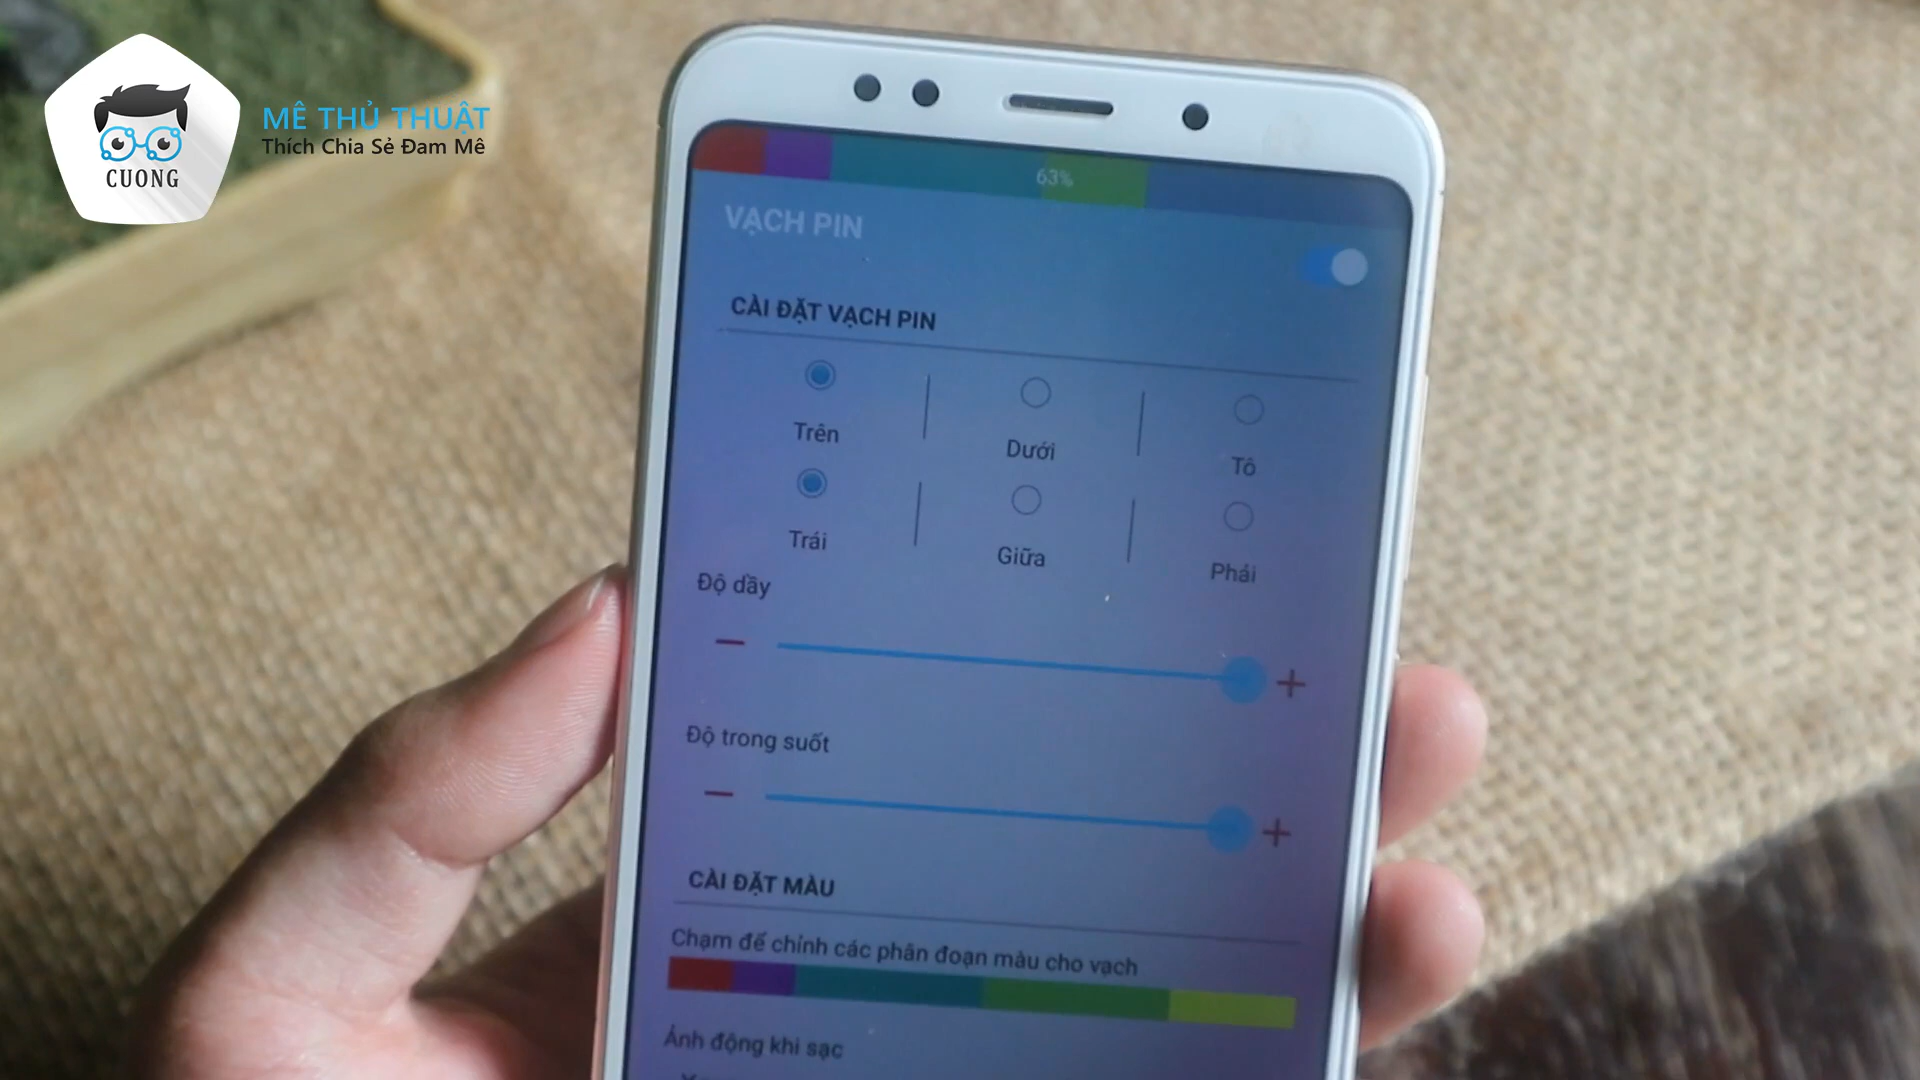 MÊ THỦ THUẬT
Thích Chia Sẻ Đam Mê
CUONG
63%
VẠCH PIN
CÀI ĐẶT VẠCH PIN
Trên Dưới Tô
Trái Giữa Phải
Độ dầy
Độ trong suốt
CÀI ĐẶT MÀU
Chạm để chỉnh các phân đoạn màu cho vạch
Ảnh động khi sạc